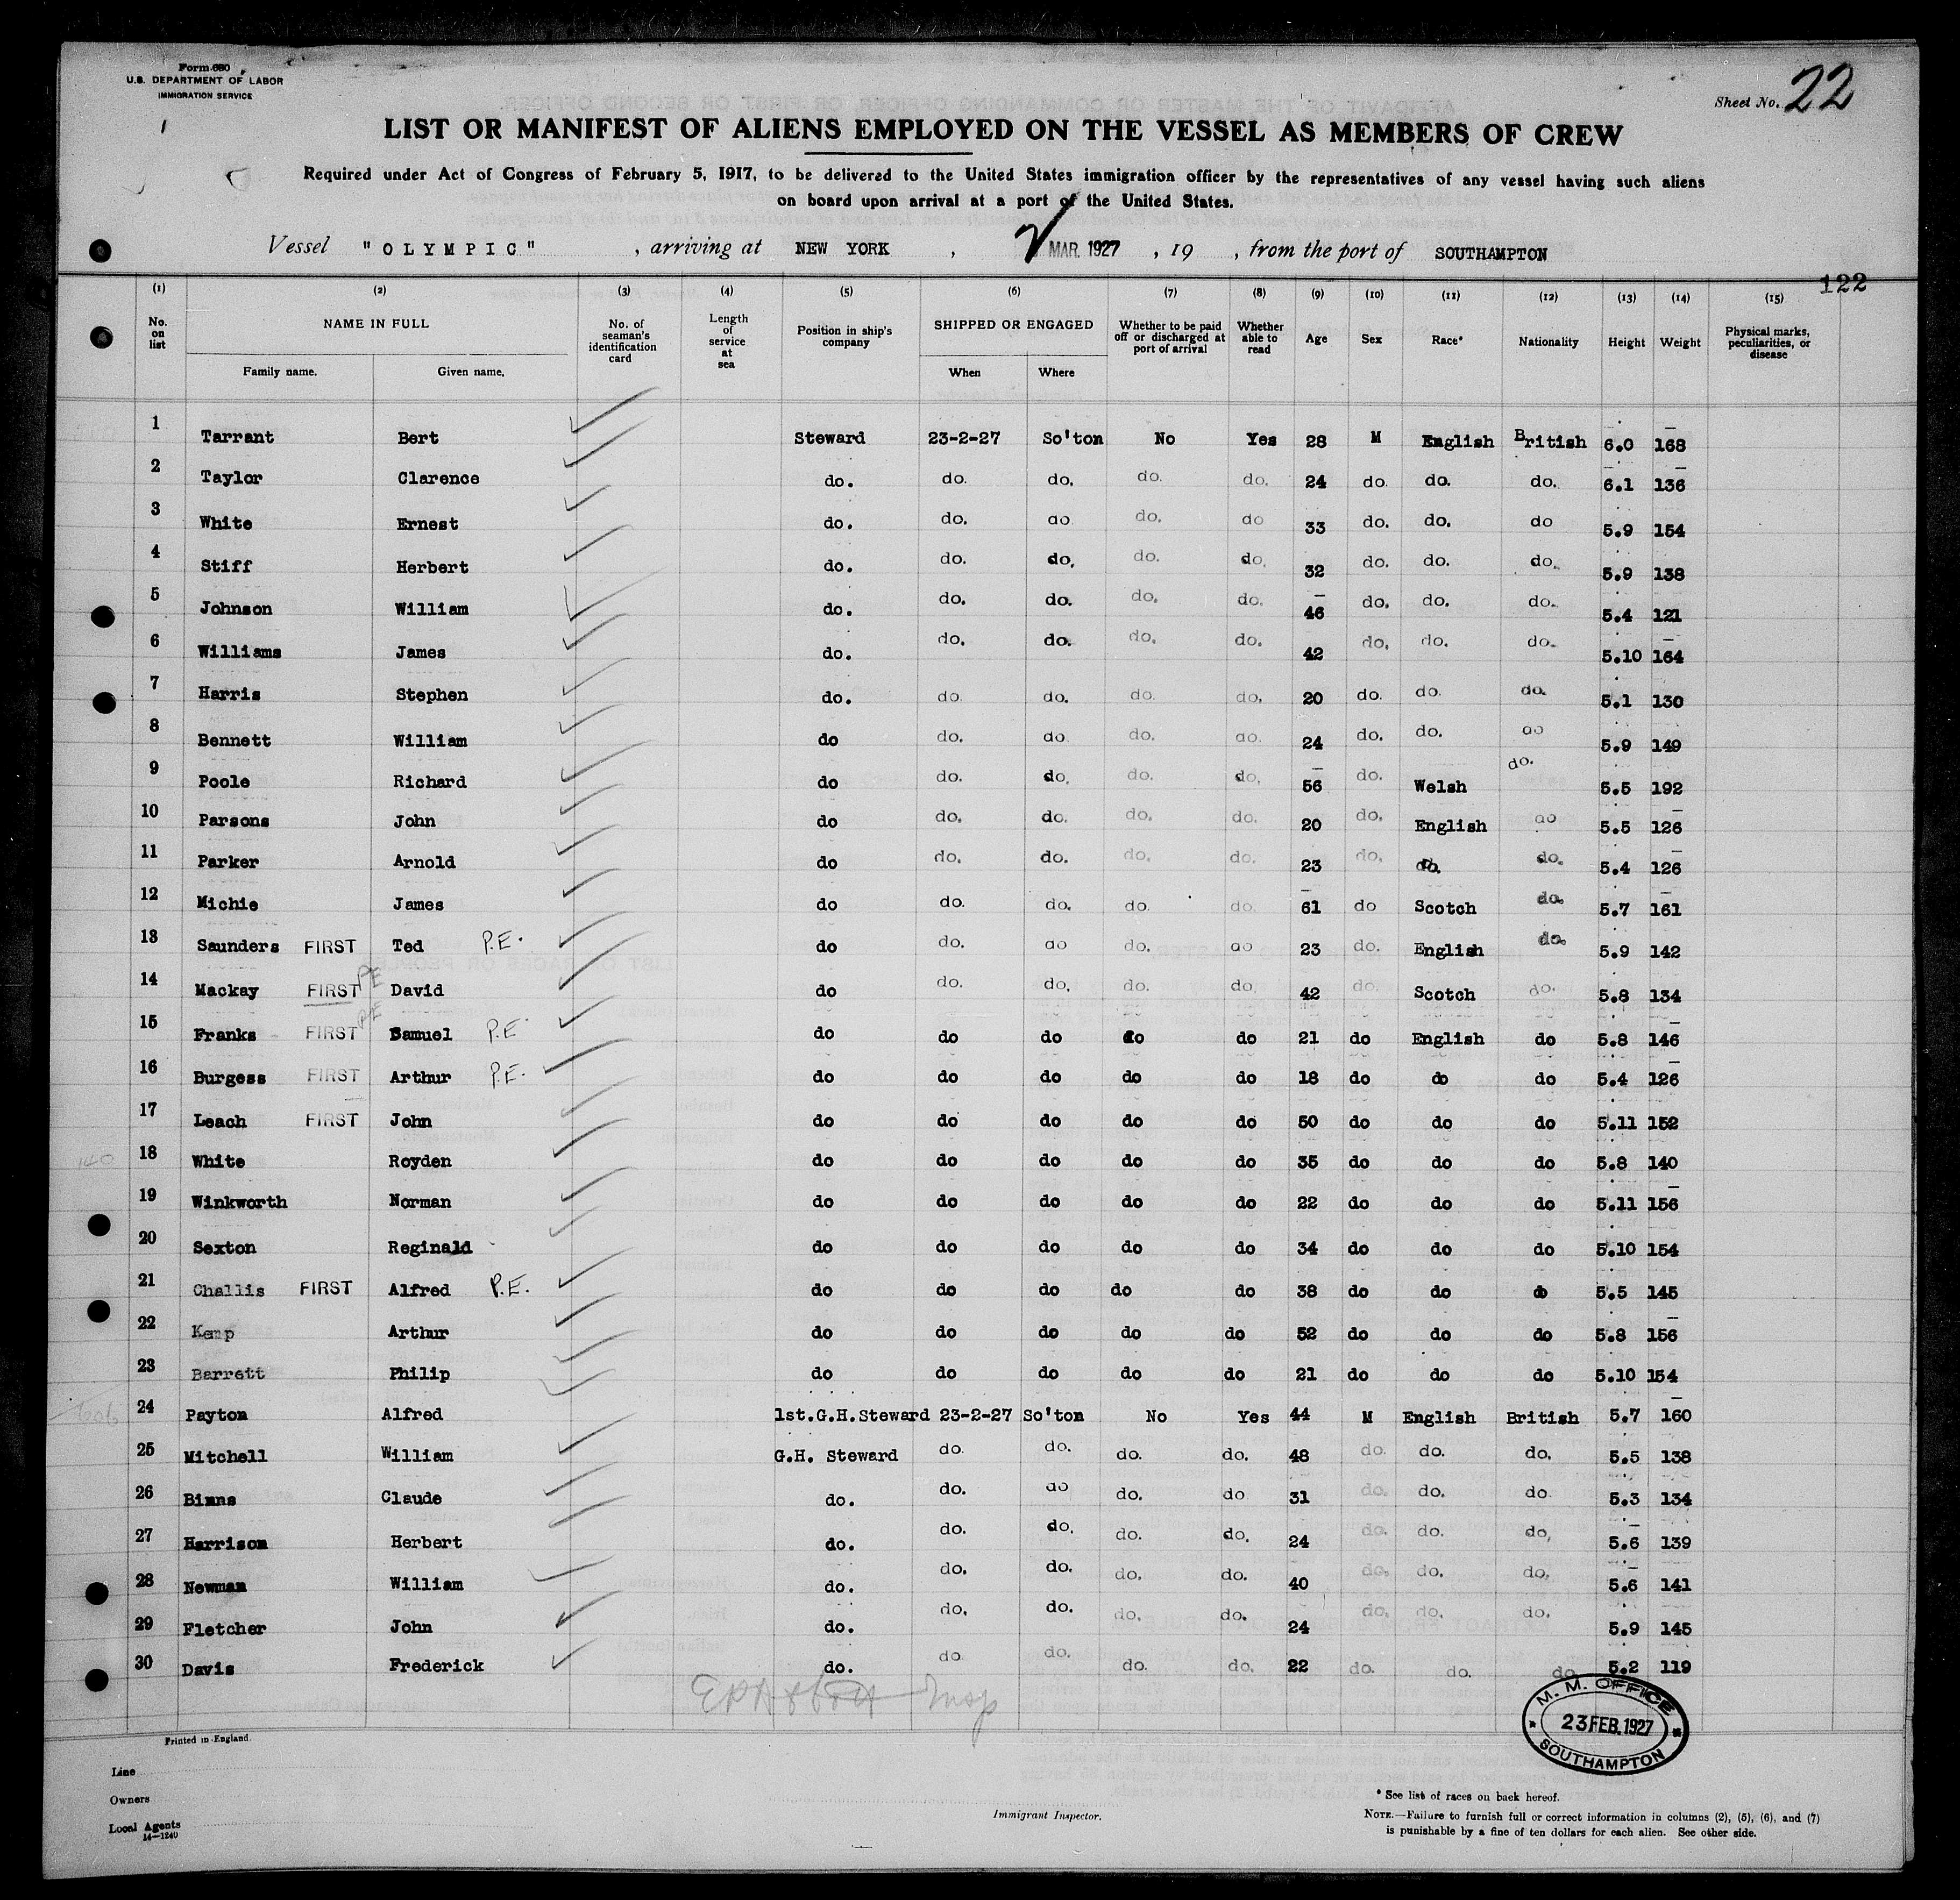 Form 680
U.S. DEPARTMENT OF LABOR
IMMIGRATION SERVICE
Sheet No. 22
LIST OR MANIFEST OF ALIENS EMPLOYED ON THE VESSEL AS MEMBERS OF CREW
Required under Act of Congress of February 5, 1917, to be delivered to the United States immigration officer by the representatives of any vessel having such aliens
on board upon arrival at a port of the United States.
Vessel "OLYMPIC", arriving at NEW YORK, 2 MAR. 1927, 19 , from the port of SOUTHAMPTON
122
(1) (2) (3) (4) (5) (6) (7) (8) (9) (10) (11) (12) (13) (14) (15)
No. on list NAME IN FULL Family name. Given name. No. of seaman's identification card Length of service at sea Position in ship's company SHIPPED OR ENGAGED When Where Whether to be paid off or discharged at port of arrival Whether able to read Age Sex Race* Nationality Height Weight Physical marks, peculiarities, or disease
1 Tarrant Bert Steward 23-2-27 So'ton No Yes 28 M English British 6.0 168
2 Taylor Clarence do. do. do. do. do. 24 do. do. do. 6.1 136
3 White Ernest do. do. do do. do 33 do. do. do 5.9 154
4 Stiff Herbert do. do. do. do. do. 32 do. do. do. 5.9 138
5 Johnson William do. do. do. do. do. 46 do. do. do. 5.4 121
6 Williams James do. do. do. do. do. 42 do. do. do. 5.10 164
7 Harris Stephen do. do. do. do. do. 20 do. do. do. 5.1 130
8 Bennett William do do. do do. do. 24 do. do. do 5.9 149
9 Poole Richard do do. do. do. do. 56 do. Welsh do. 5.5 192
10 Parsons John do do. do. do. do. 20 do. English do 5.5 126
11 Parker Arnold do do. do. do. do. 23 do. do. do. 5.4 126
12 Michie James do do. do. do. do. 61 do Scotch do. 5.7 161
13 Saunders FIRST Ted P.E. do do. do do. do 23 do. English do. 5.9 142
14 Mackay FIRST PE David do do. do. do. do. 42 do. Scotch do. 5.8 134
15 Franks FIRST PE Samuel P.E. do do do do do 21 do English do 5.8 146
16 Burgess FIRST Arthur P.E. do do do do do 18 do do do 5.4 126
17 Leach FIRST John do do do do do 50 do do do 5.11 152
140 18 White Royden do do do do do 35 do do do 5.8 140
19 Winkworth Norman do do do do do 22 do do do 5.11 156
20 Sexton Reginald do do do do do 34 do do do 5.10 154
21 Challis FIRST Alfred P.E. do do do do do 38 do do do 5.5 145
22 Kemp Arthur do do do do do 52 do do do 5.8 156
23 Barrett Philip do do do do do 21 do do do 5.10 154
24 Payton Alfred 1st.G.H.Steward 23-2-27 So'ton No Yes 44 M English British 5.7 160
25 Mitchell William G.H. Steward do. do. do. do. 48 do. do. do. 5.5 138
26 Binns Claude do. do. do do. do 31 do. do. do 5.3 134
27 Harrison Herbert do. do. do. do. do. 24 do. do. do. 5.6 139
28 Newman William do. do. do. do. do. 40 do. do. do. 5.6 141
29 Fletcher John do. do. do. do. do. 24 do. do. do. 5.9 145
30 Davis Frederick do. do do. do. do. 22 do. do. do. 5.2 119
M. M. OFFICE
23 FEB. 1927
SOUTHAMPTON
Printed in England.
Line
Owners
Local Agents
14—1240
Immigrant Inspector.
* See list of races on back hereof.
NOTE.—Failure to furnish full or correct information in columns (2), (5), (6), and (7)
is punishable by a fine of ten dollars for each alien. See other side.